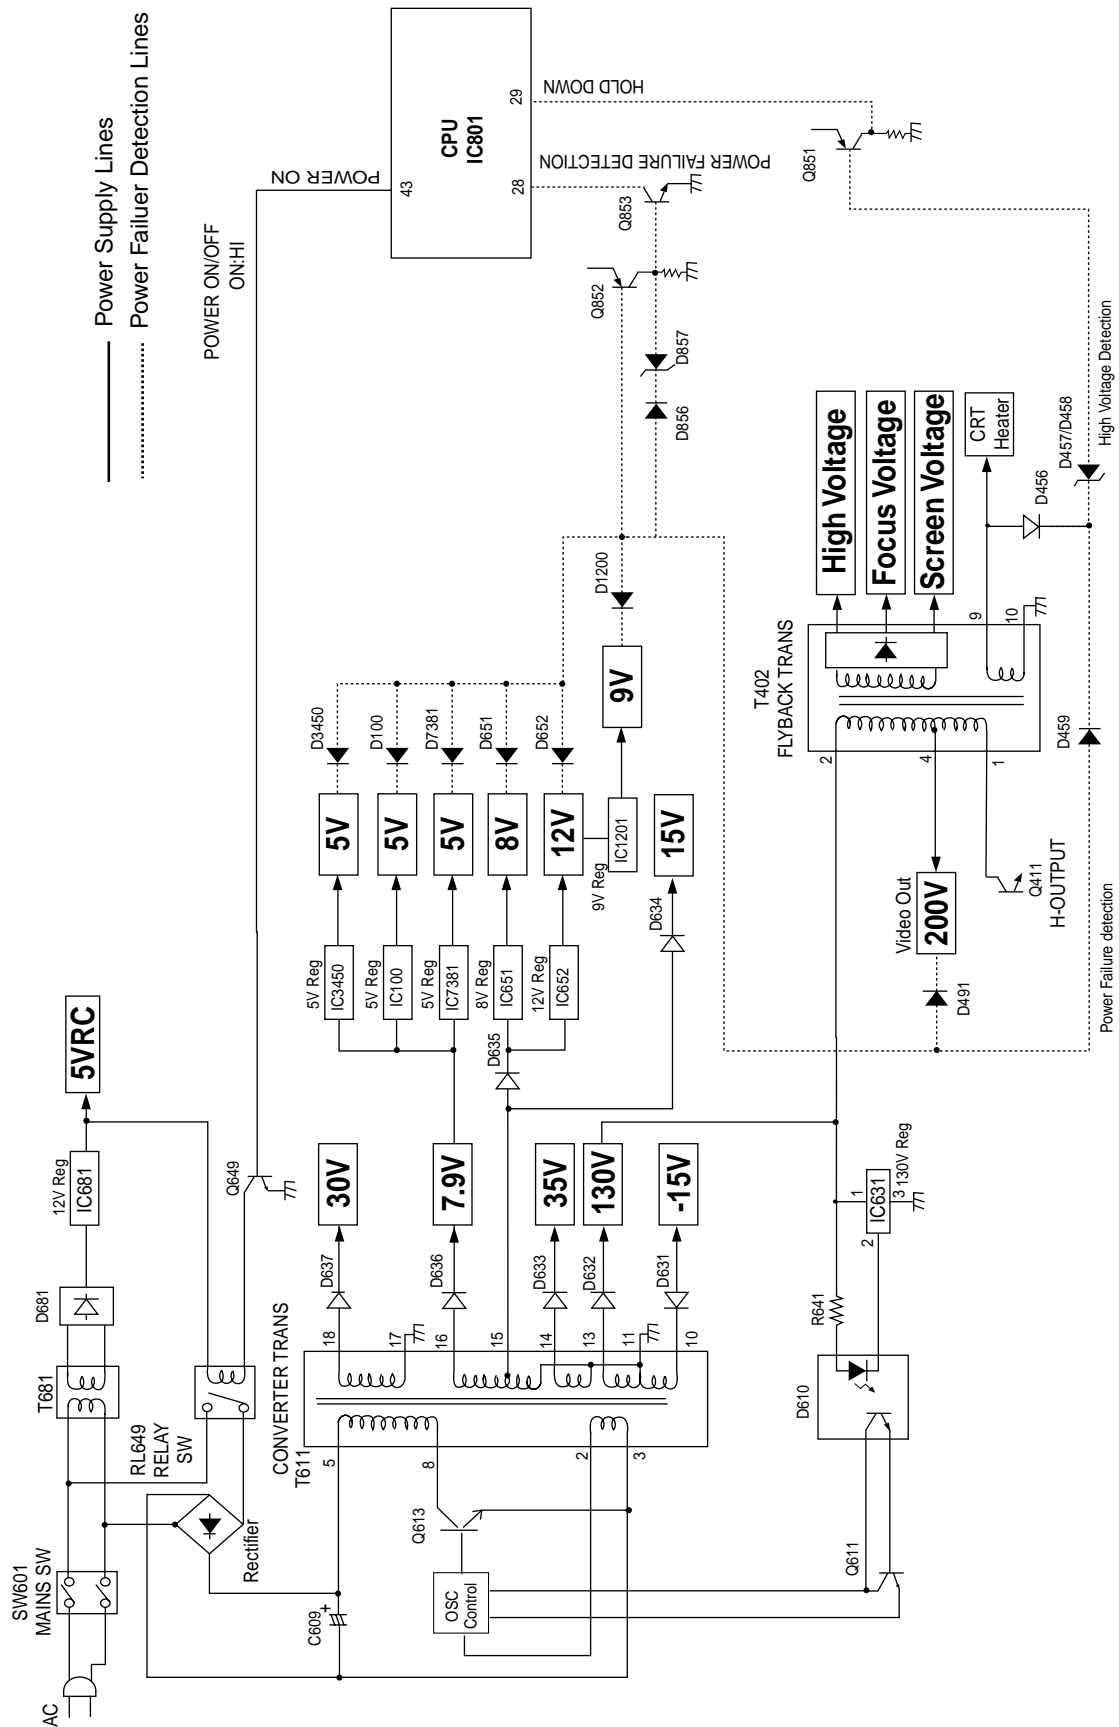 Power Supply Lines
Power Failuer Detection Lines
AC
SW601
MAINS SW
T681
D681
12V Reg
IC681
5VRC
RL649
RELAY
SW
Rectifier
Q649
POWER ON/OFF
ON:HI
POWER ON
43
CPU
IC801
28
29
POWER FAILURE DETECTION
HOLD DOWN
C609
+
CONVERTER TRANS
T611
5
8
2
3
18
17
16
15
14
13
11
10
D637
30V
D636
7.9V
D633
35V
D632
130V
D631
-15V
5V Reg
IC3450
5V
D3450
5V Reg
IC100
5V
D100
5V Reg
IC7381
5V
D7381
D635
8V Reg
IC651
8V
D651
12V Reg
IC652
12V
D652
9V Reg
IC1201
9V
D1200
D634
15V
Q852
Q853
D856
D857
Q851
OSC
Control
Q613
Q611
D610
R641
1
IC631
2
3
130V Reg
T402
FLYBACK TRANS
2
4
1
9
10
High Voltage
Focus Voltage
Screen Voltage
CRT
Heater
Video Out
200V
D491
Q411
H-OUTPUT
D456
D459
D457/D458
Power Failure detection
High Voltage Detection